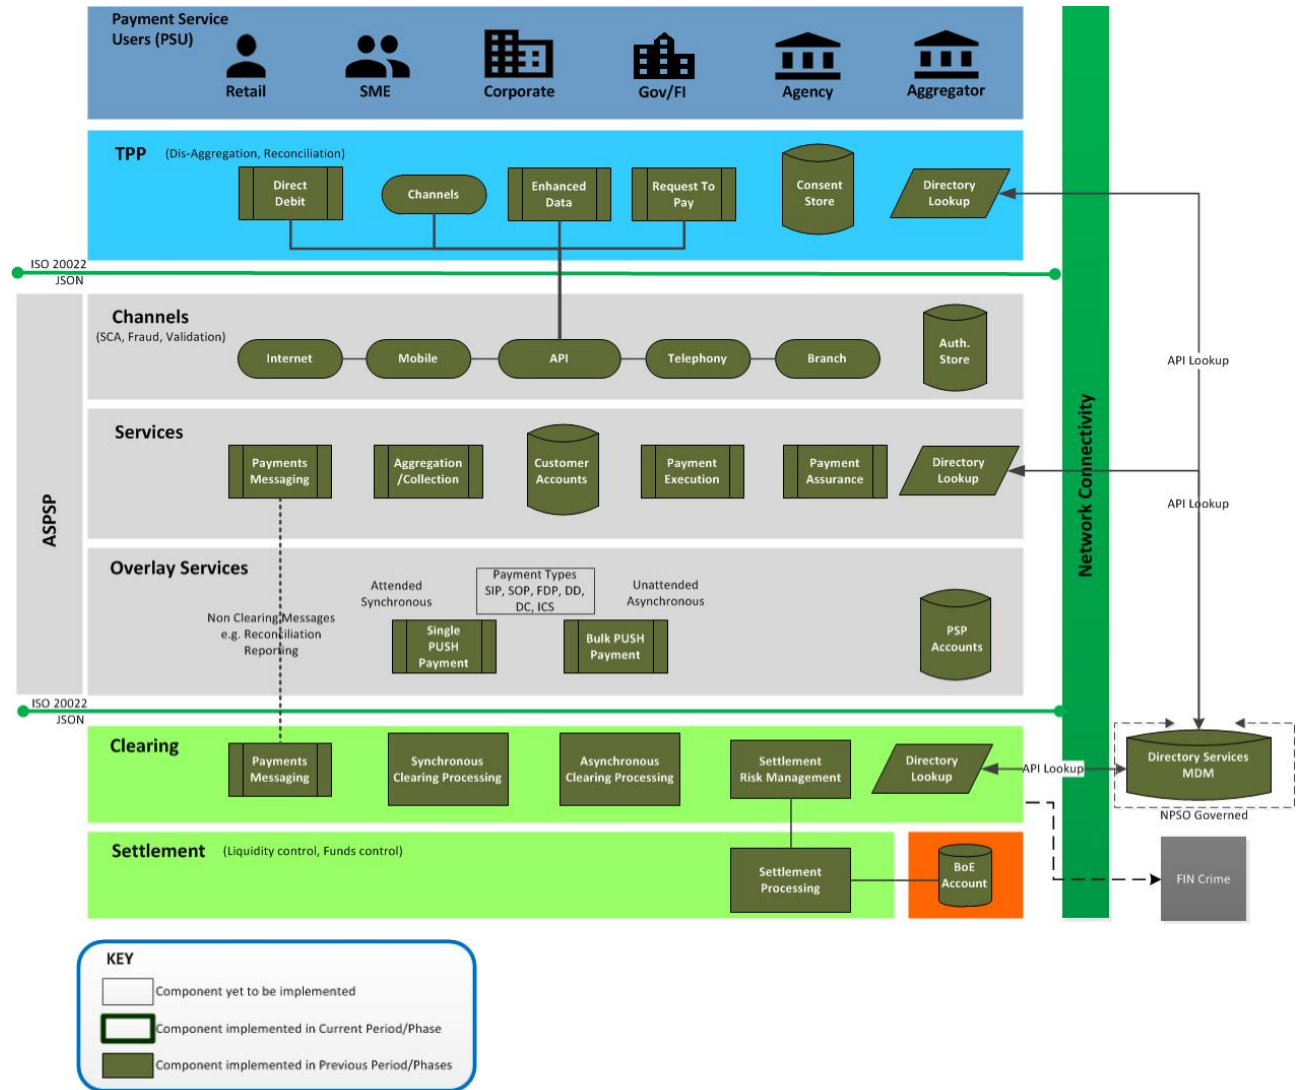 Payment Service
Users (PSU)
Retail
SME
Corporate
Gov/FI
Agency
Aggregator
TPP
(Dis-Aggregation, Reconciliation)
Direct
Debit
Channels
Enhanced
Data
Request To
Pay
Consent
Store
Directory
Lookup
ISO 20022
JSON
ASPSP
Channels
(SCA, Fraud, Validation)
Internet
Mobile
API
Telephony
Branch
Auth.
Store
API Lookup
Services
Payments
Messaging
Aggregation
/Collection
Customer
Accounts
Payment
Execution
Payment
Assurance
Directory
Lookup
API Lookup
Network Connectivity
Overlay Services
Attended
Synchronous
Payment Types
SIP, SOP, FDP, DD,
DC, ICS
Unattended
Asynchronous
Non Clearing Messages
e.g. Reconciliation
Reporting
Single
PUSH
Payment
Bulk PUSH
Payment
PSP
Accounts
ISO 20022
JSON
Clearing
Payments
Messaging
Synchronous
Clearing Processing
Asynchronous
Clearing Processing
Settlement
Risk Management
Directory
Lookup
API Lookup
Directory Services
MDM
NPSO Governed
Settlement
(Liquidity control, Funds control)
Settlement
Processing
BoE
Account
FIN Crime
KEY
Component yet to be implemented
Component implemented in Current Period/Phase
Component implemented in Previous Period/Phases